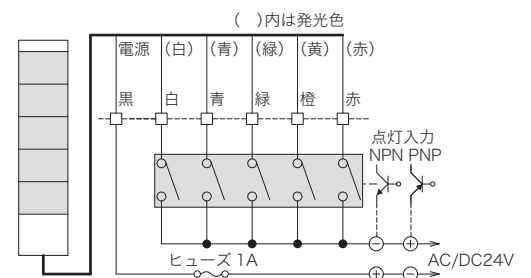 ( )内は発光色
電源 (白) (青) (緑) (黄) (赤)
黒 白 青 緑 橙 赤
点灯入力
NPN PNP
ヒューズ 1A
AC/DC24V